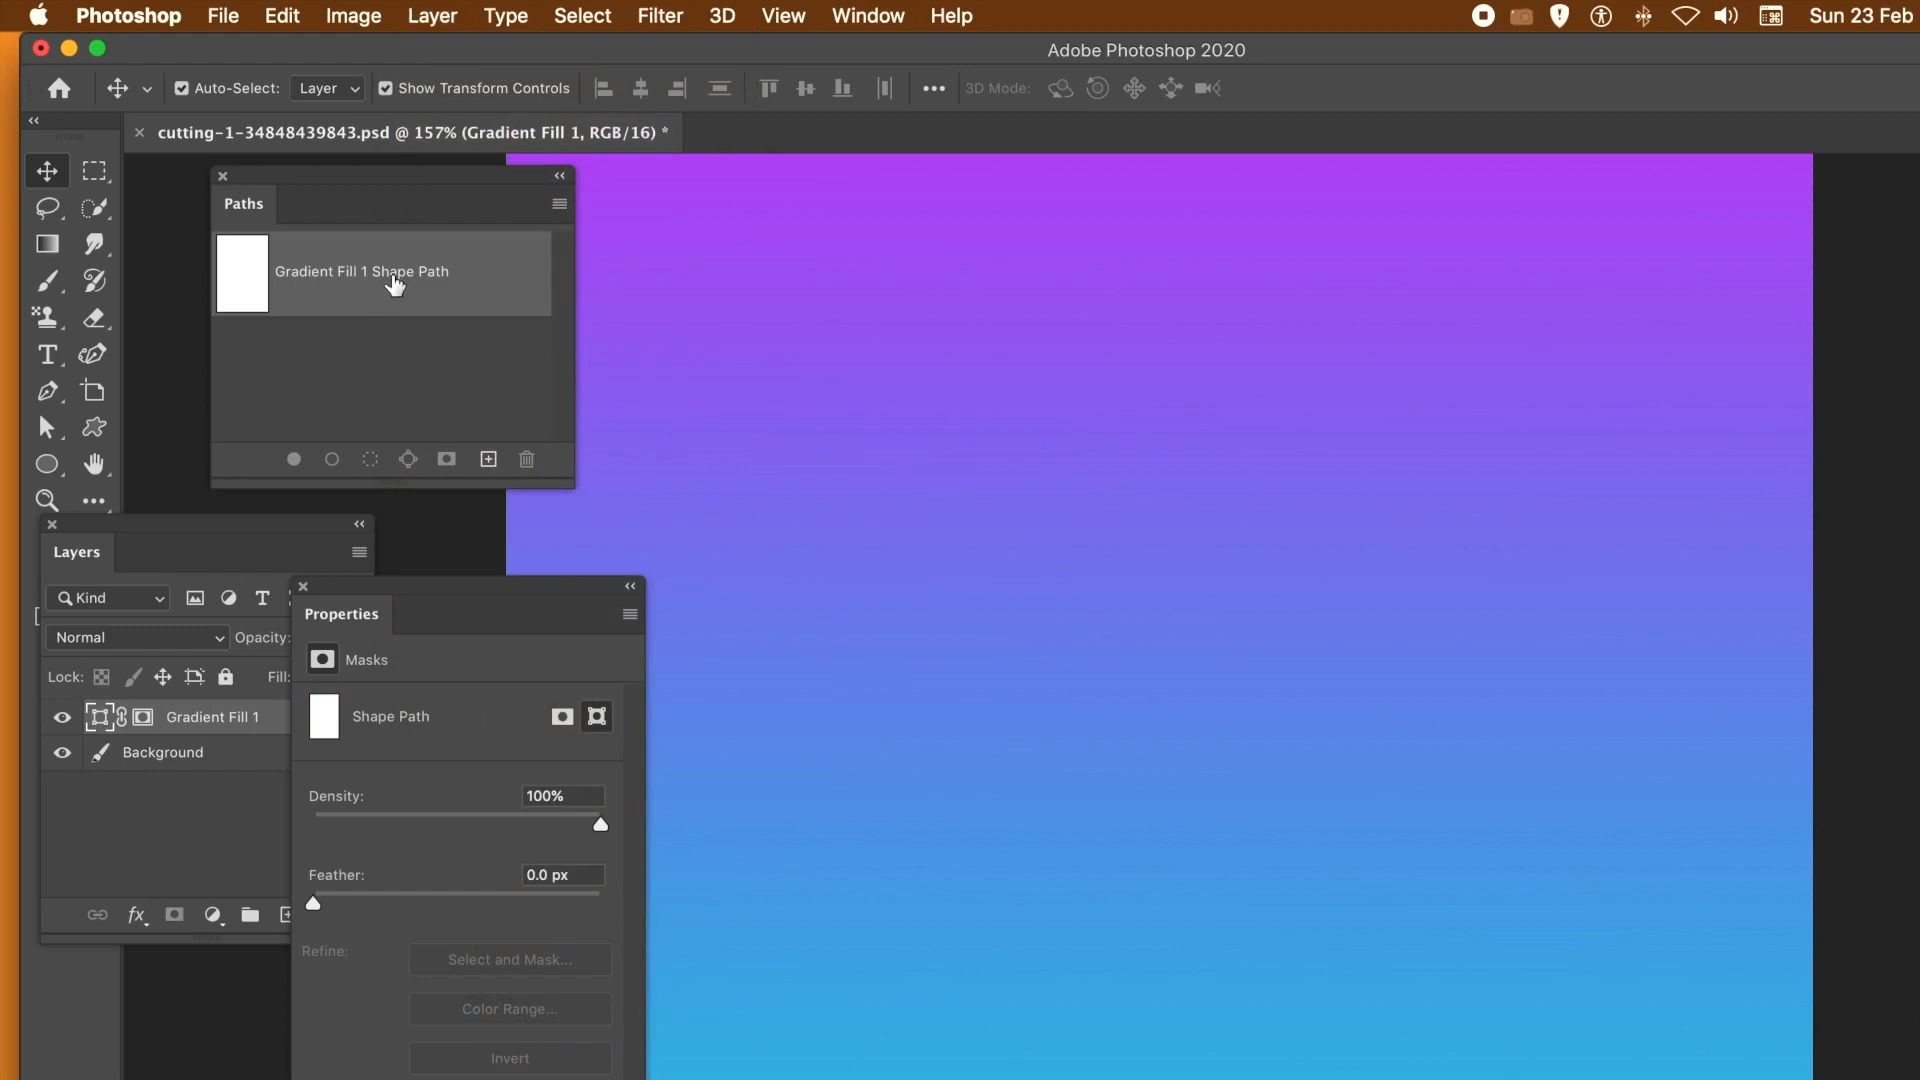 Photoshop File Edit Image Layer Type Select Filter 3D View Window Help Sun 23 Feb
Adobe Photoshop 2020
Auto-Select: Layer Show Transform Controls 3D Mode:
cutting-1-34848439843.psd @ 157% (Gradient Fill 1, RGB/16) *
Paths
Gradient Fill 1 Shape Path
Layers
Kind
Normal Opacity:
Lock: Fill:
Gradient Fill 1
Background
fx
Properties
Masks
Shape Path
Density: 100%
Feather: 0.0 px
Refine: Select and Mask...
Color Range...
Invert